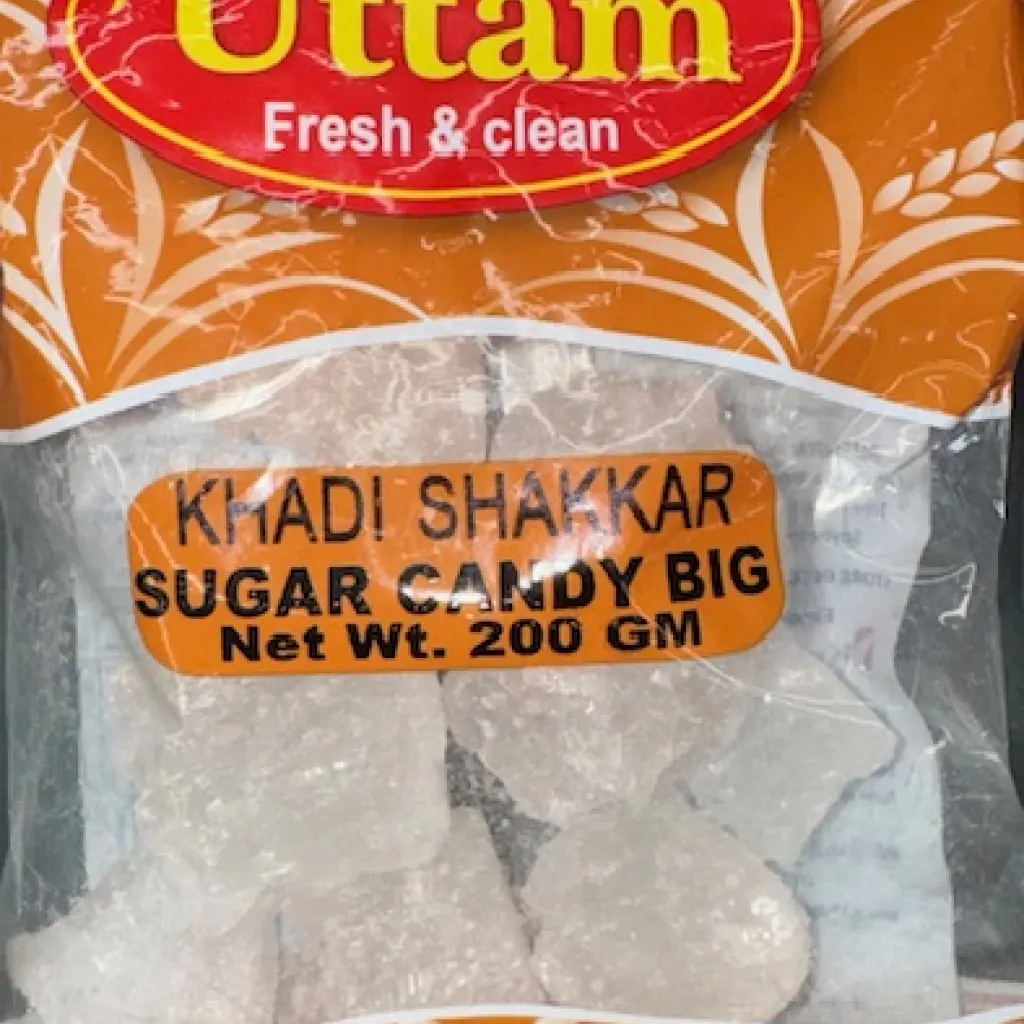 Uttam
Fresh & clean
KHADI SHAKKAR
SUGAR CANDY BIG
Net Wt. 200 GM